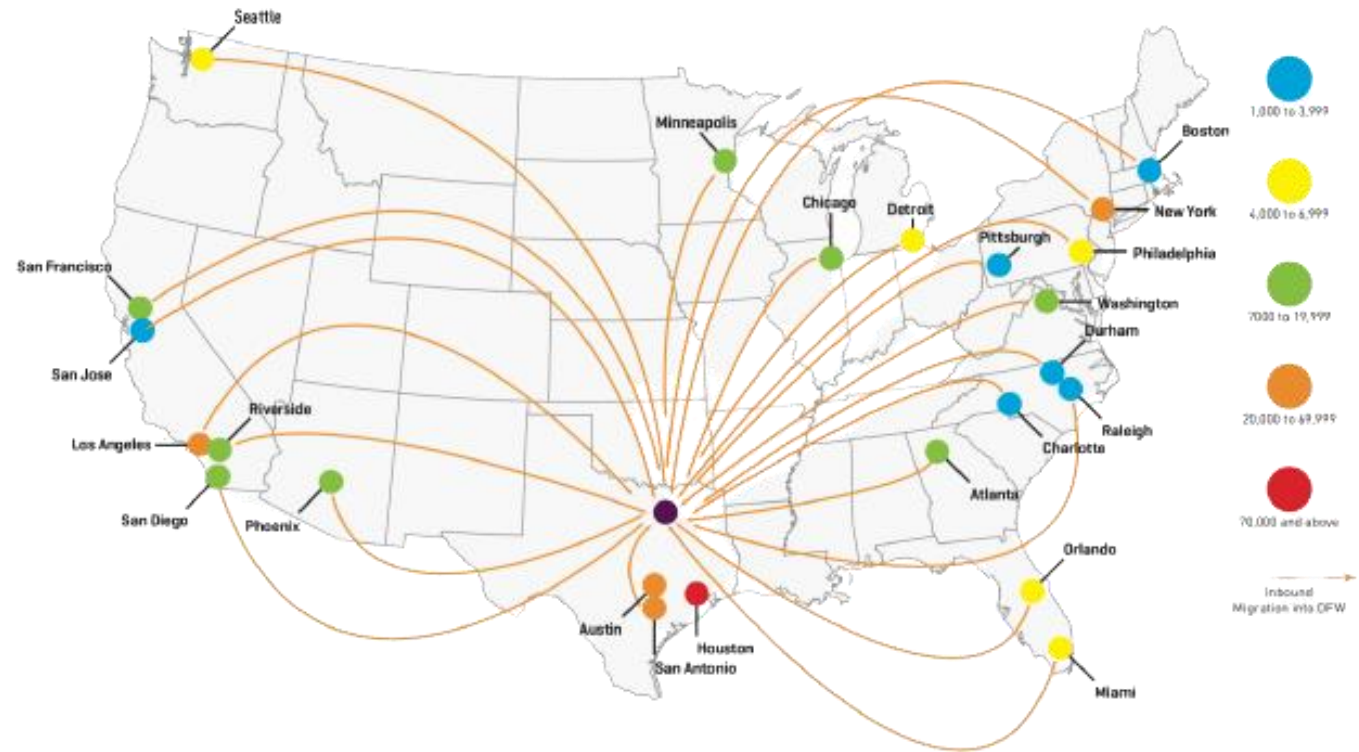 Seattle
Minneapolis
Boston
Chicago
Detroit
New York
Pittsburgh
Philadelphia
San Francisco
Washington
Durham
San Jose
Riverside
Los Angeles
Raleigh
Charlotte
San Diego
Phoenix
Atlanta
Orlando
Austin
Houston
San Antonio
Miami
1,000 to 3,999
4,000 to 6,999
7000 to 19,999
20,000 to 69,999
70,000 and above
Inbound
Migration into DFW